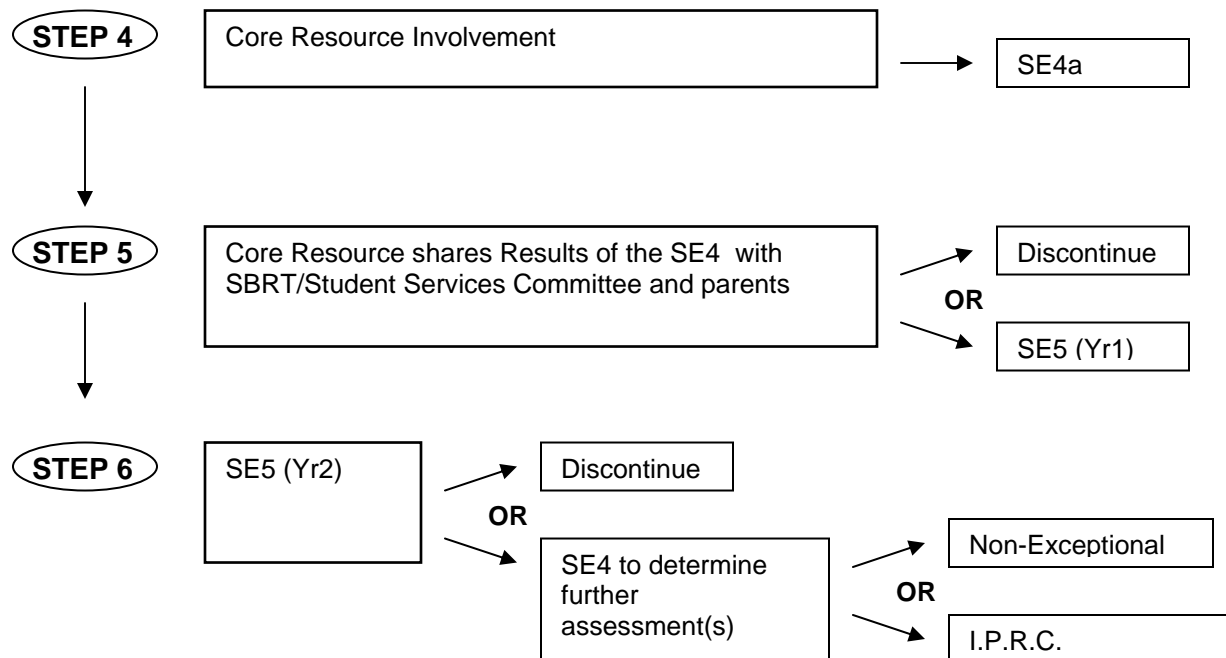 STEP 4
Core Resource Involvement
SE4a
STEP 5
Core Resource shares Results of the SE4 with
SBRT/Student Services Committee and parents
Discontinue
OR
SE5 (Yr1)
STEP 6
SE5 (Yr2)
Discontinue
OR
SE4 to determine
further
assessment(s)
Non-Exceptional
OR
I.P.R.C.